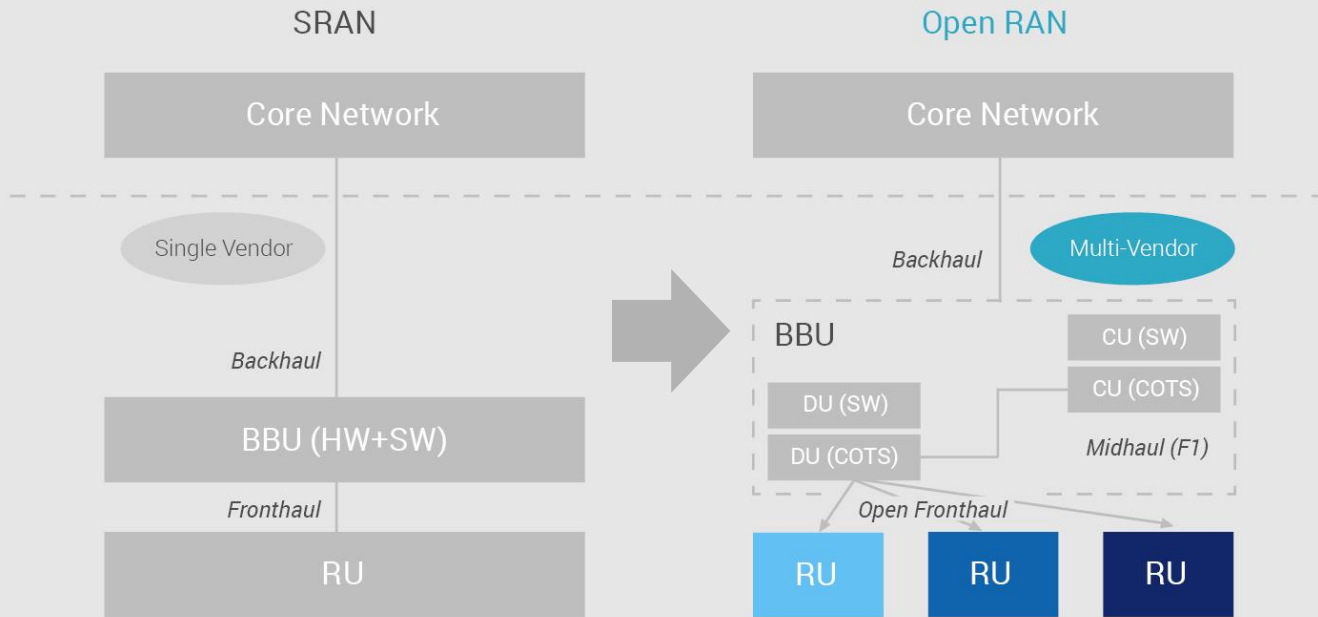 SRAN
Core Network
Single Vendor
Backhaul
BBU (HW+SW)
Fronthaul
RU
Open RAN
Core Network
Backhaul
Multi-Vendor
BBU
CU (SW)
CU (COTS)
DU (SW)
DU (COTS)
Midhaul (F1)
Open Fronthaul
RU
RU
RU